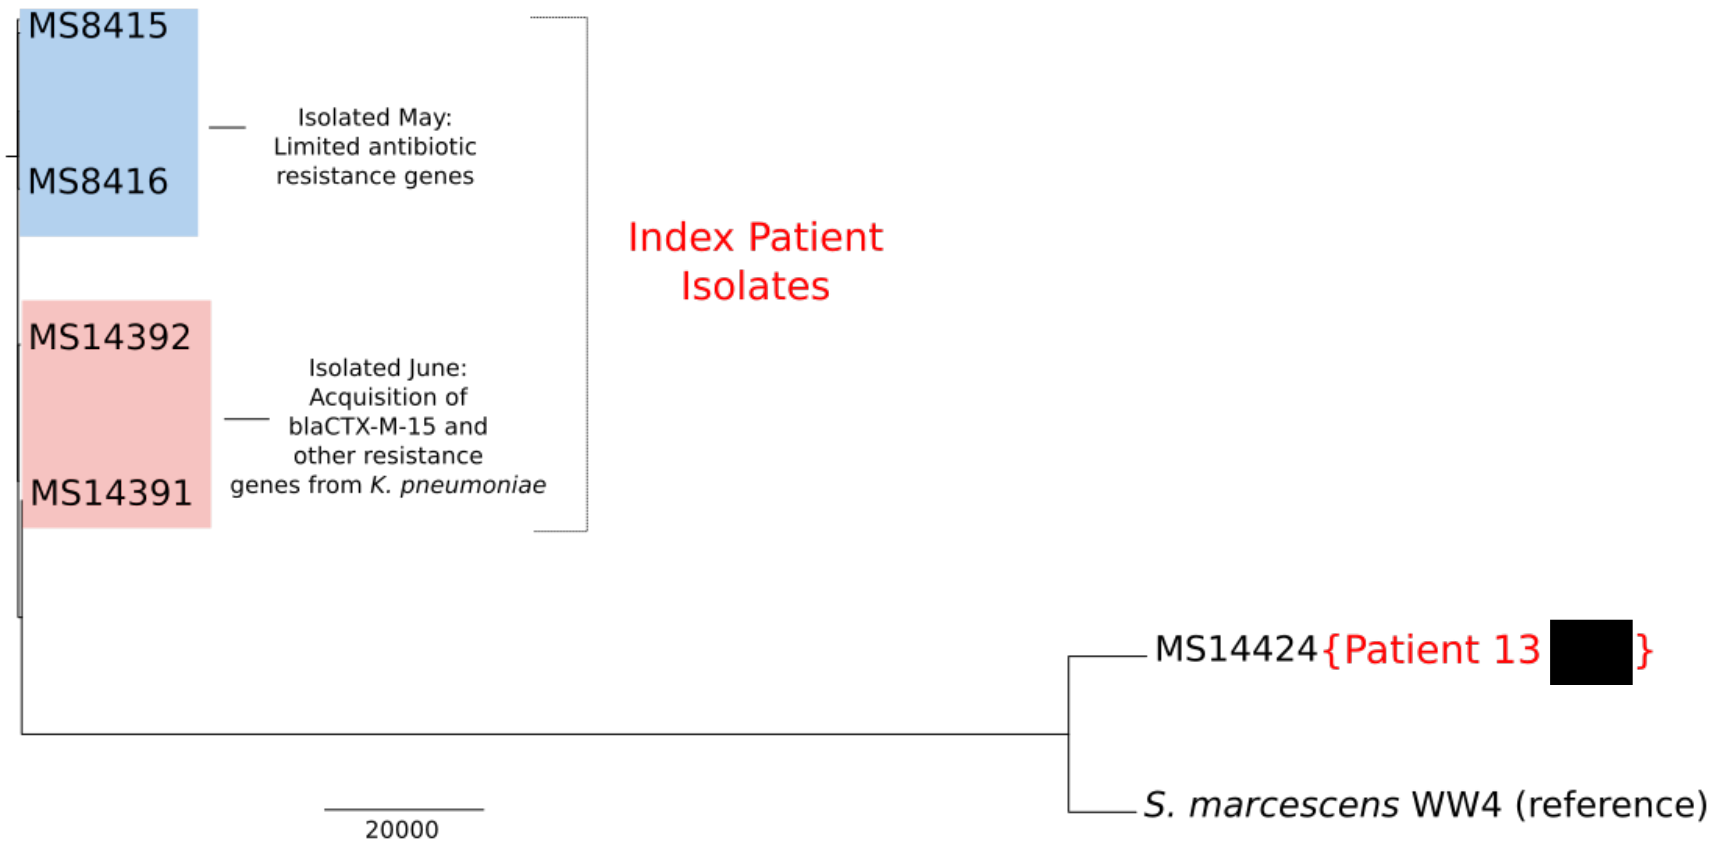 MS8415
Isolated May:
Limited antibiotic
resistance genes
MS8416
Index Patient
Isolates
MS14392
Isolated June:
Acquisition of
blaCTX-M-15 and
other resistance
genes from K. pneumoniae
MS14391
MS14424{Patient 13 }
S. marcescens WW4 (reference)
20000